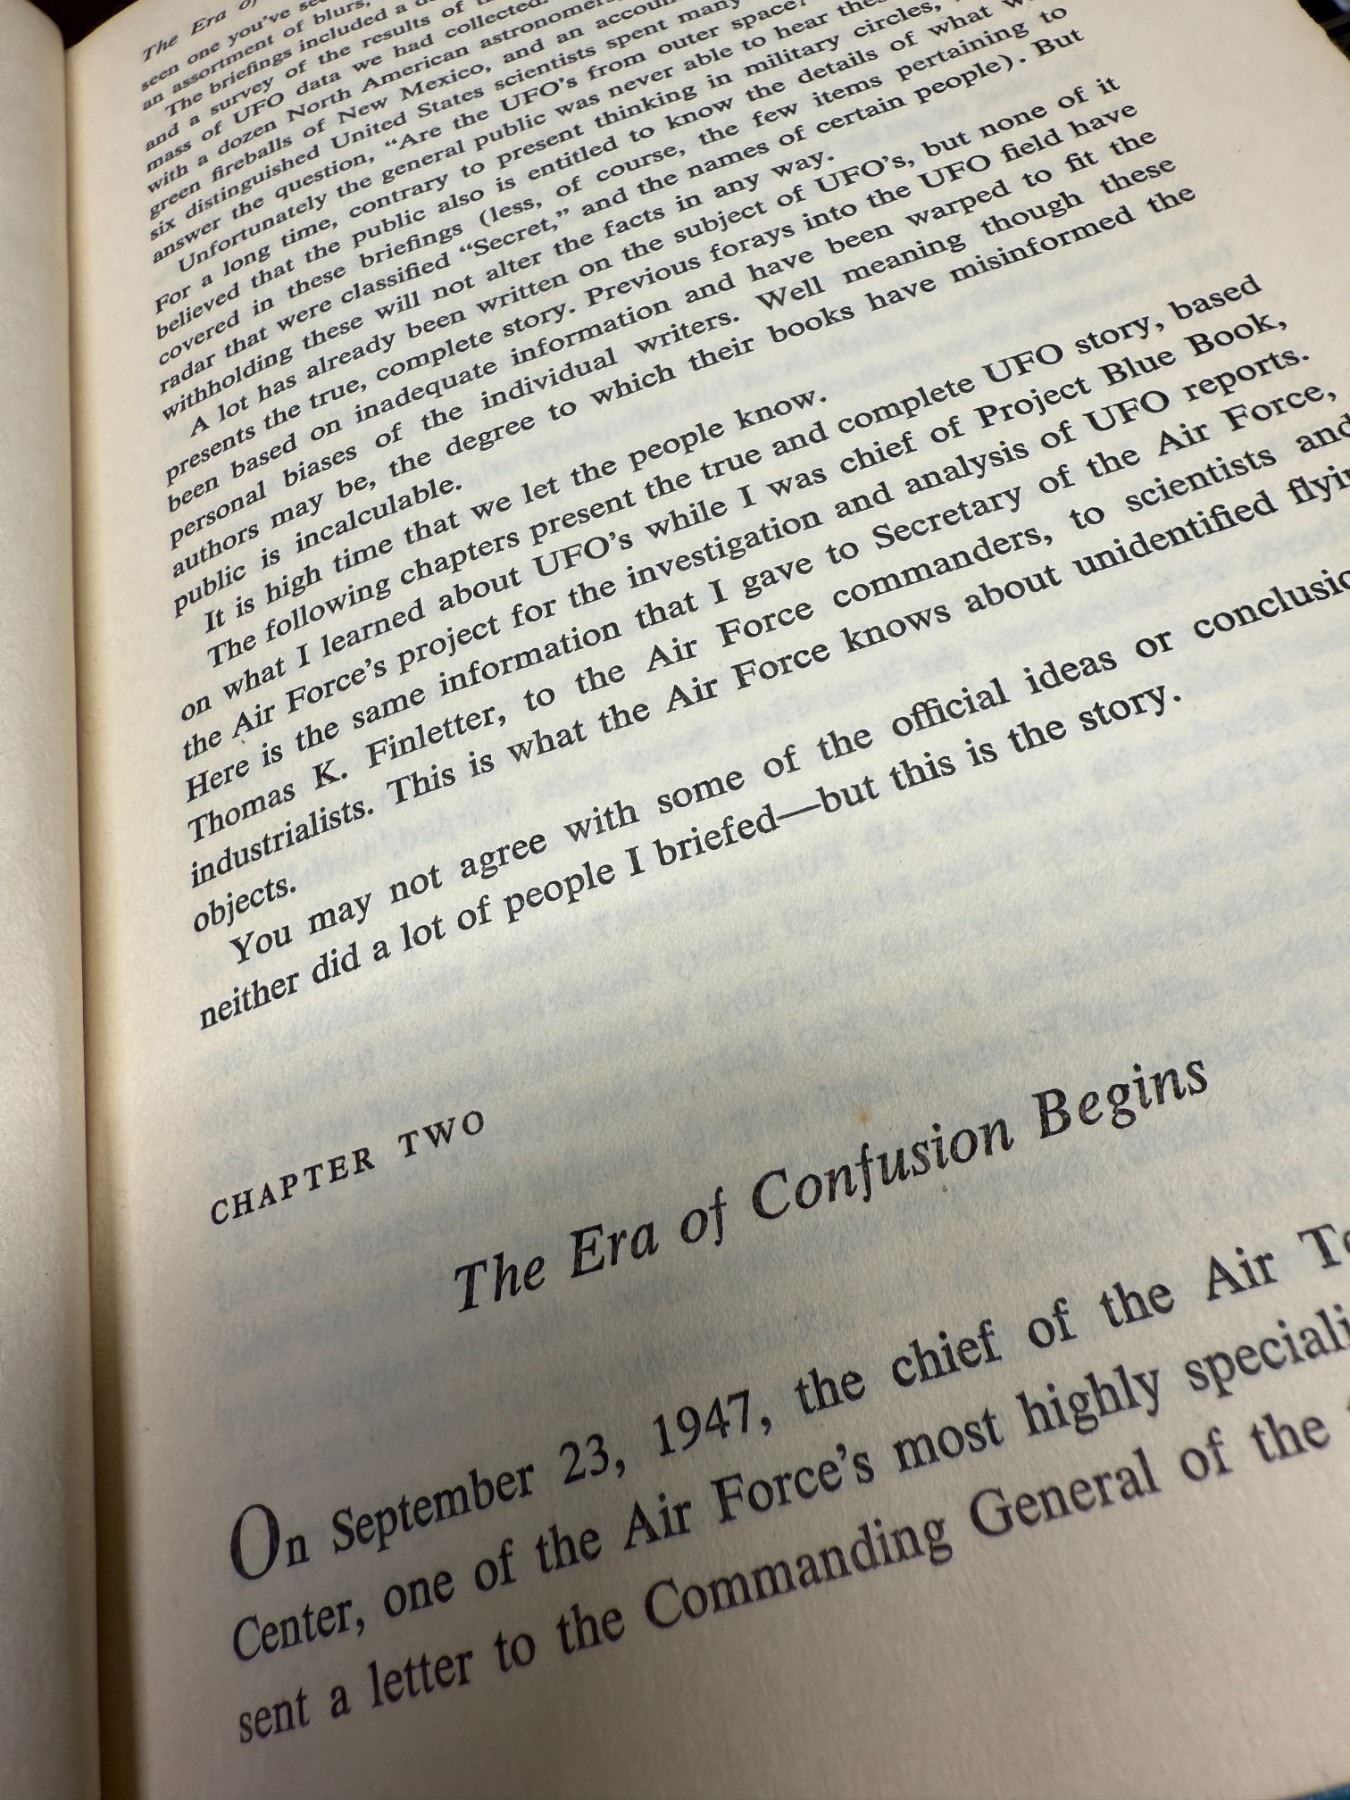 The Era o
seen one you've se
an assortment of blurs,
The briefings included a d
and a survey of the results of t
mass of UFO data we had collected.
with a dozen North American astronomers
green fireballs of New Mexico, and an accoun
six distinguished United States scientists spent many
answer the question, "Are the UFO's from outer space?
Unfortunately the general public was never able to hear these
For a long time, contrary to present thinking in military circles, I
believed that the public also is entitled to know the details of what w
covered in these briefings (less, of course, the few items pertaining to
radar that were classified "Secret," and the names of certain people). But
withholding these will not alter the facts in any way.
A lot has already been written on the subject of UFO's, but none of it
presents the true, complete story. Previous forays into the UFO field have
been based on inadequate information and have been warped to fit the
personal biases of the individual writers. Well meaning though these
authors may be, the degree to which their books have misinformed the
public is incalculable.
It is high time that we let the people know.
The following chapters present the true and complete UFO story, based
on what I learned about UFO's while I was chief of Project Blue Book,
the Air Force's project for the investigation and analysis of UFO reports.
Here is the same information that I gave to Secretary of the Air Force,
Thomas K. Finletter, to the Air Force commanders, to scientists and
industrialists. This is what the Air Force knows about unidentified flyin
objects.
You may not agree with some of the official ideas or conclusio
neither did a lot of people I briefed—but this is the story.
CHAPTER TWO
The Era of Confusion Begins
On September 23, 1947, the chief of the Air Te
Center, one of the Air Force's most highly speciali
sent a letter to the Commanding General of the